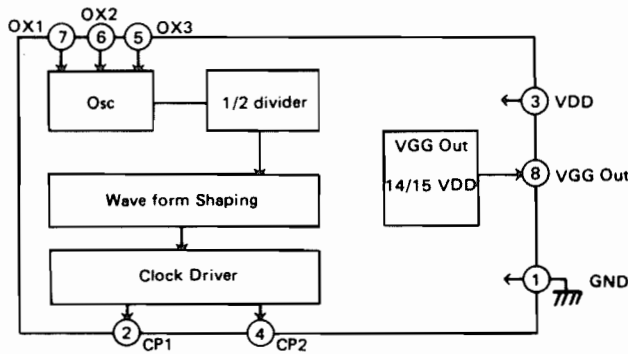 OX1 OX2 OX3
7 6 5
Osc
1/2 divider
3 VDD
VGG Out
14/15 VDD
8 VGG Out
Wave form Shaping
Clock Driver
1 GND
2 CP1
4 CP2